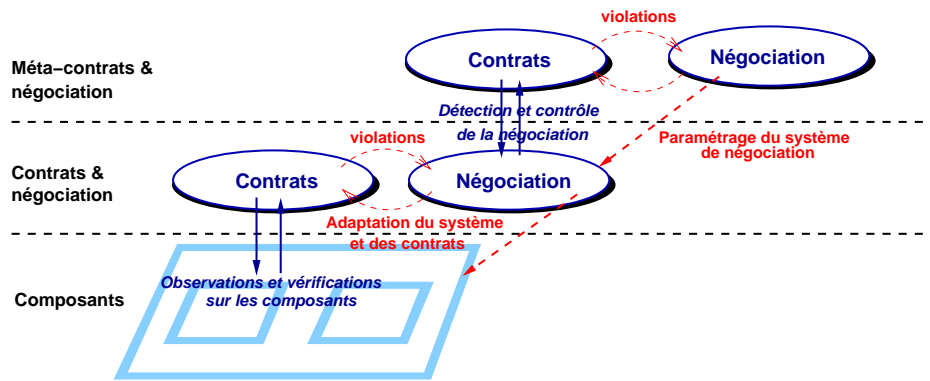 violations
Contrats
Négociation
Méta–contrats &
négociation
Détection et contrôle
de la négociation
violations
Paramétrage du système
de négociation
Contrats &
négociation
Contrats
Négociation
Adaptation du système
et des contrats
Observations et vérifications
sur les composants
Composants